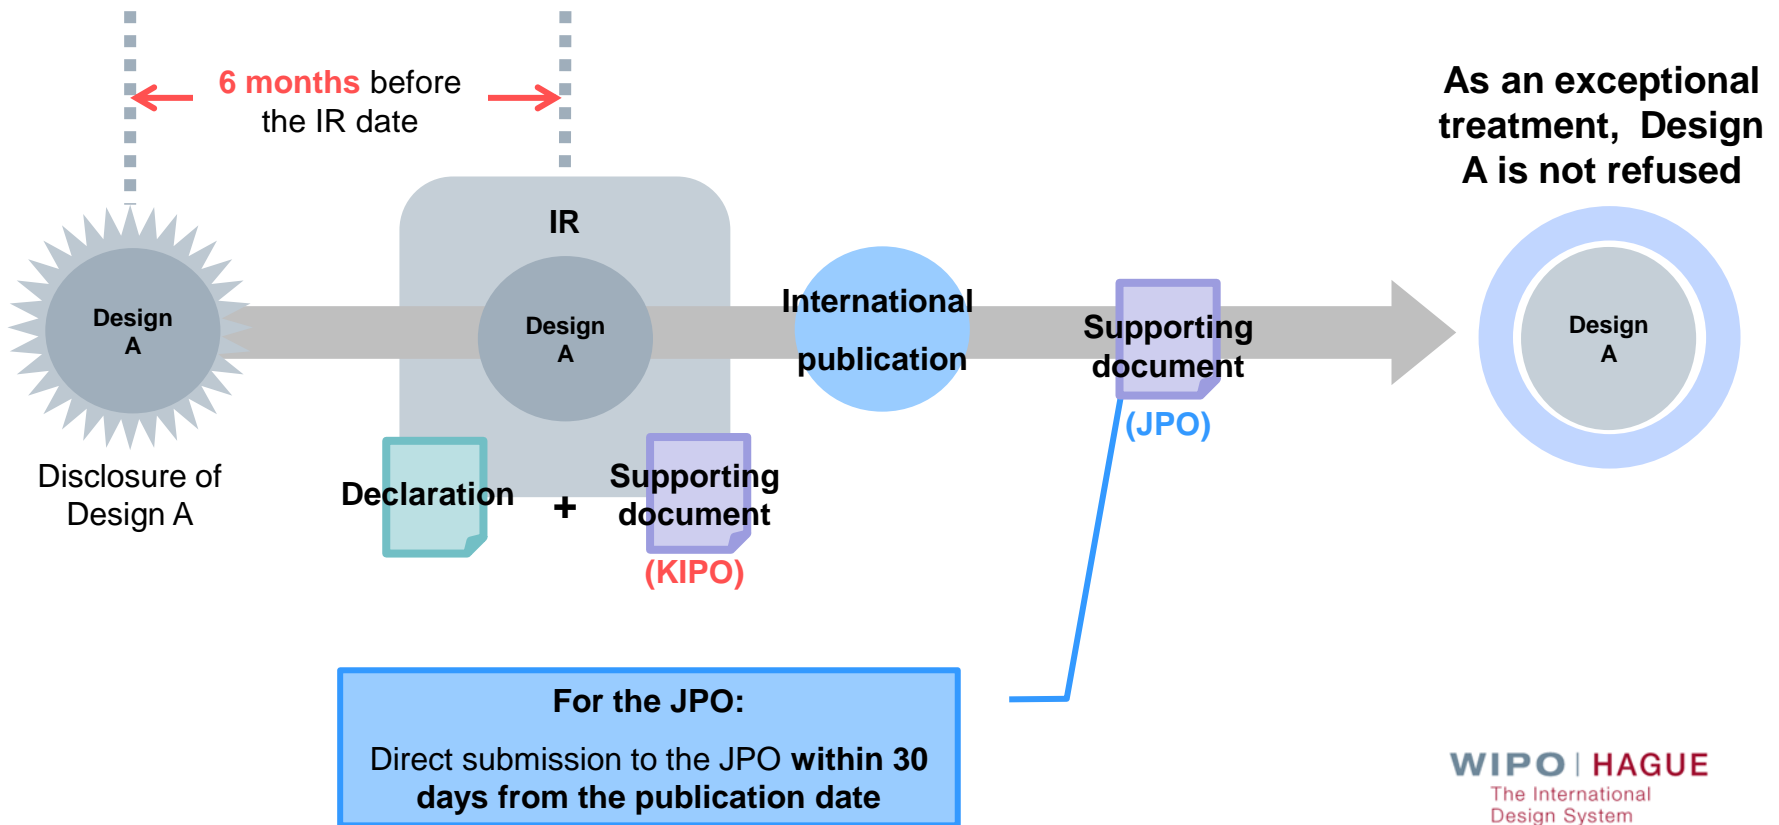 6 months before
the IR date
As an exceptional
treatment, Design
A is not refused
IR
Design
A
Design
A
International
publication
Supporting
document
(JPO)
Design
A
Disclosure of
Design A
Declaration
+
Supporting
document
(KIPO)
For the JPO:
Direct submission to the JPO within 30
days from the publication date
WIPO | HAGUE
The International
Design System